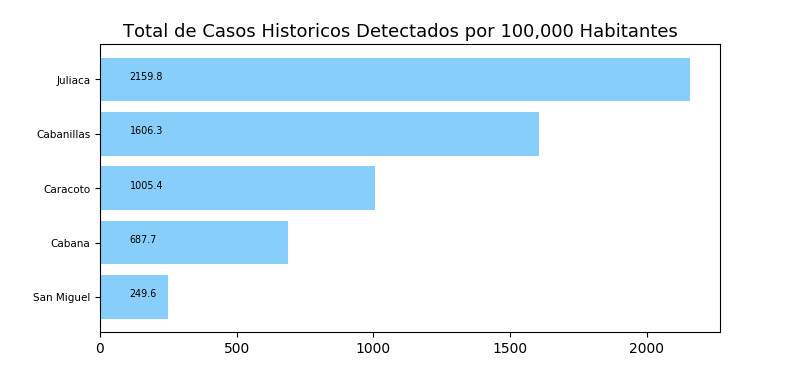 Total de Casos Historicos Detectados por 100,000 Habitantes
Juliaca 2159.8
Cabanillas 1606.3
Caracoto 1005.4
Cabana 687.7
San Miguel 249.6
0 500 1000 1500 2000